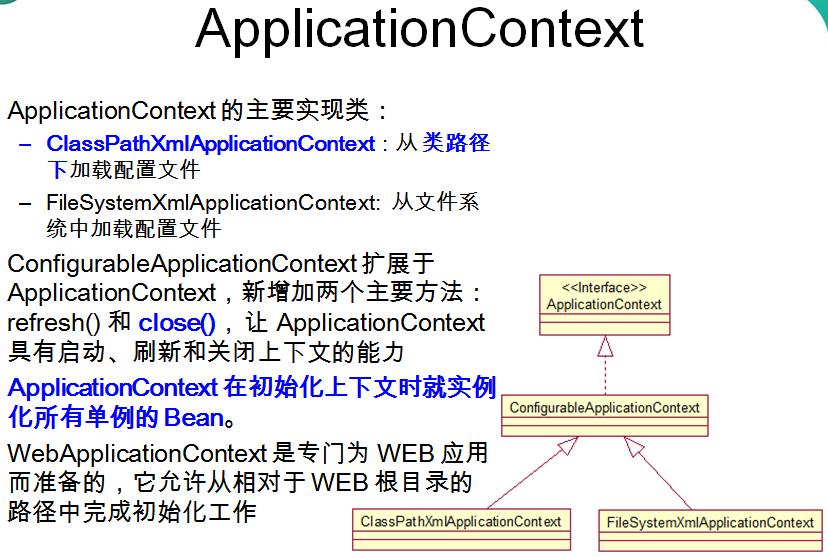 ApplicationContext
ApplicationContext 的主要实现类：
– ClassPathXmlApplicationContext：从 类路径
下加载配置文件
– FileSystemXmlApplicationContext: 从文件系
统中加载配置文件
ConfigurableApplicationContext 扩展于
ApplicationContext，新增加两个主要方法：
refresh() 和 close()， 让 ApplicationContext
具有启动、刷新和关闭上下文的能力
ApplicationContext 在初始化上下文时就实例
化所有单例的 Bean。
WebApplicationContext 是专门为 WEB 应用
而准备的，它允许从相对于 WEB 根目录的
路径中完成初始化工作
<<Interface>>
ApplicationContext
ConfigurableApplicationContext
ClassPathXmlApplicationContext
FileSystemXmlApplicationContext